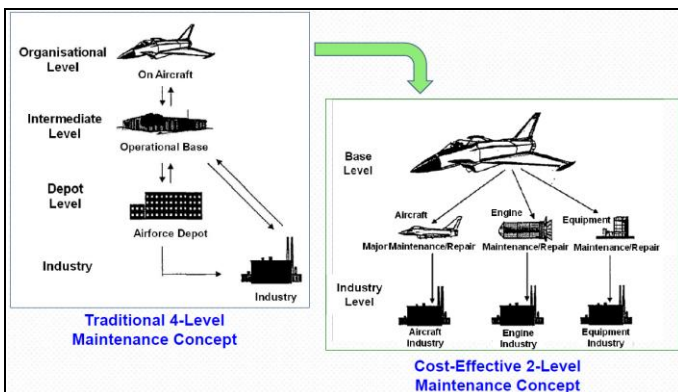 Organisational
Level
On Aircraft
Intermediate
Level
Operational Base
Depot
Level
Airforce Depot
Industry
Industry
Traditional 4-Level
Maintenance Concept
Base
Level
Aircraft
Major Maintenance/Repair
Engine
Maintenance/Repair
Equipment
Maintenance/Repair
Industry
Level
Aircraft
Industry
Engine
Industry
Equipment
Industry
Cost-Effective 2-Level
Maintenance Concept